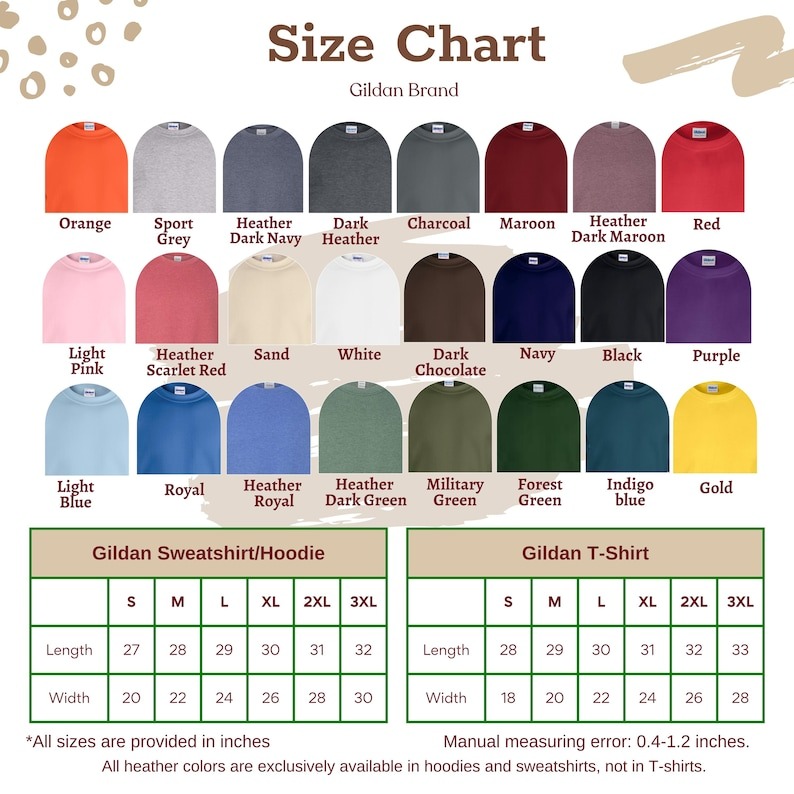 Size Chart
Gildan Brand
Orange
Sport
Grey
Heather
Dark Navy
Dark
Heather
Charcoal
Maroon
Heather
Dark Maroon
Red
Light
Pink
Heather
Scarlet Red
Sand
White
Dark
Chocolate
Navy
Black
Purple
Light
Blue
Royal
Heather
Royal
Heather
Dark Green
Military
Green
Forest
Green
Indigo
blue
Gold
Gildan Sweatshirt/Hoodie
S M L XL 2XL 3XL
Length 27 28 29 30 31 32
Width 20 22 24 26 28 30
Gildan T-Shirt
S M L XL 2XL 3XL
Length 28 29 30 31 32 33
Width 18 20 22 24 26 28
*All sizes are provided in inches
Manual measuring error: 0.4-1.2 inches.
All heather colors are exclusively available in hoodies and sweatshirts, not in T-shirts.